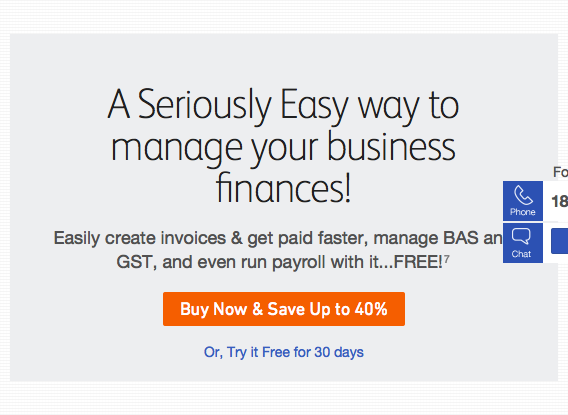 A Seriously Easy way to
manage your business
finances!
Easily create invoices & get paid faster, manage BAS an
GST, and even run payroll with it...FREE!7
Buy Now & Save Up to 40%
Or, Try it Free for 30 days
Fo
Phone
18
Chat